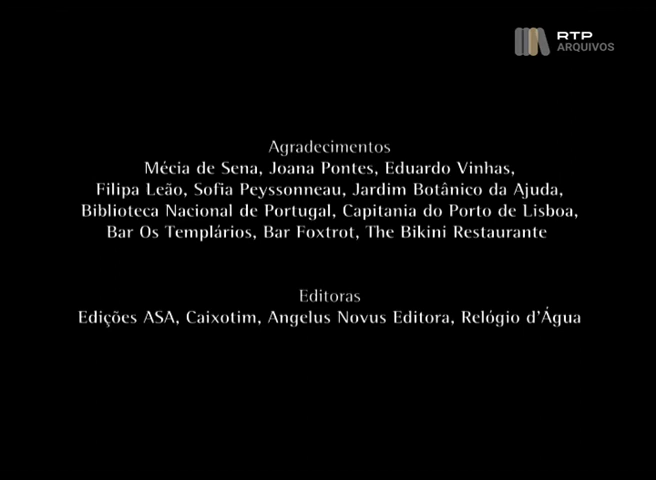 RTP
ARQUIVOS
Agradecimentos
Mécia de Sena, Joana Pontes, Eduardo Vinhas,
Filipa Leão, Sofia Peyssonneau, Jardim Botânico da Ajuda,
Biblioteca Nacional de Portugal, Capitania do Porto de Lisboa,
Bar Os Templários, Bar Foxtrot, The Bikini Restaurante
Editoras
Edições ASA, Caixotim, Angelus Novus Editora, Relógio d'Água